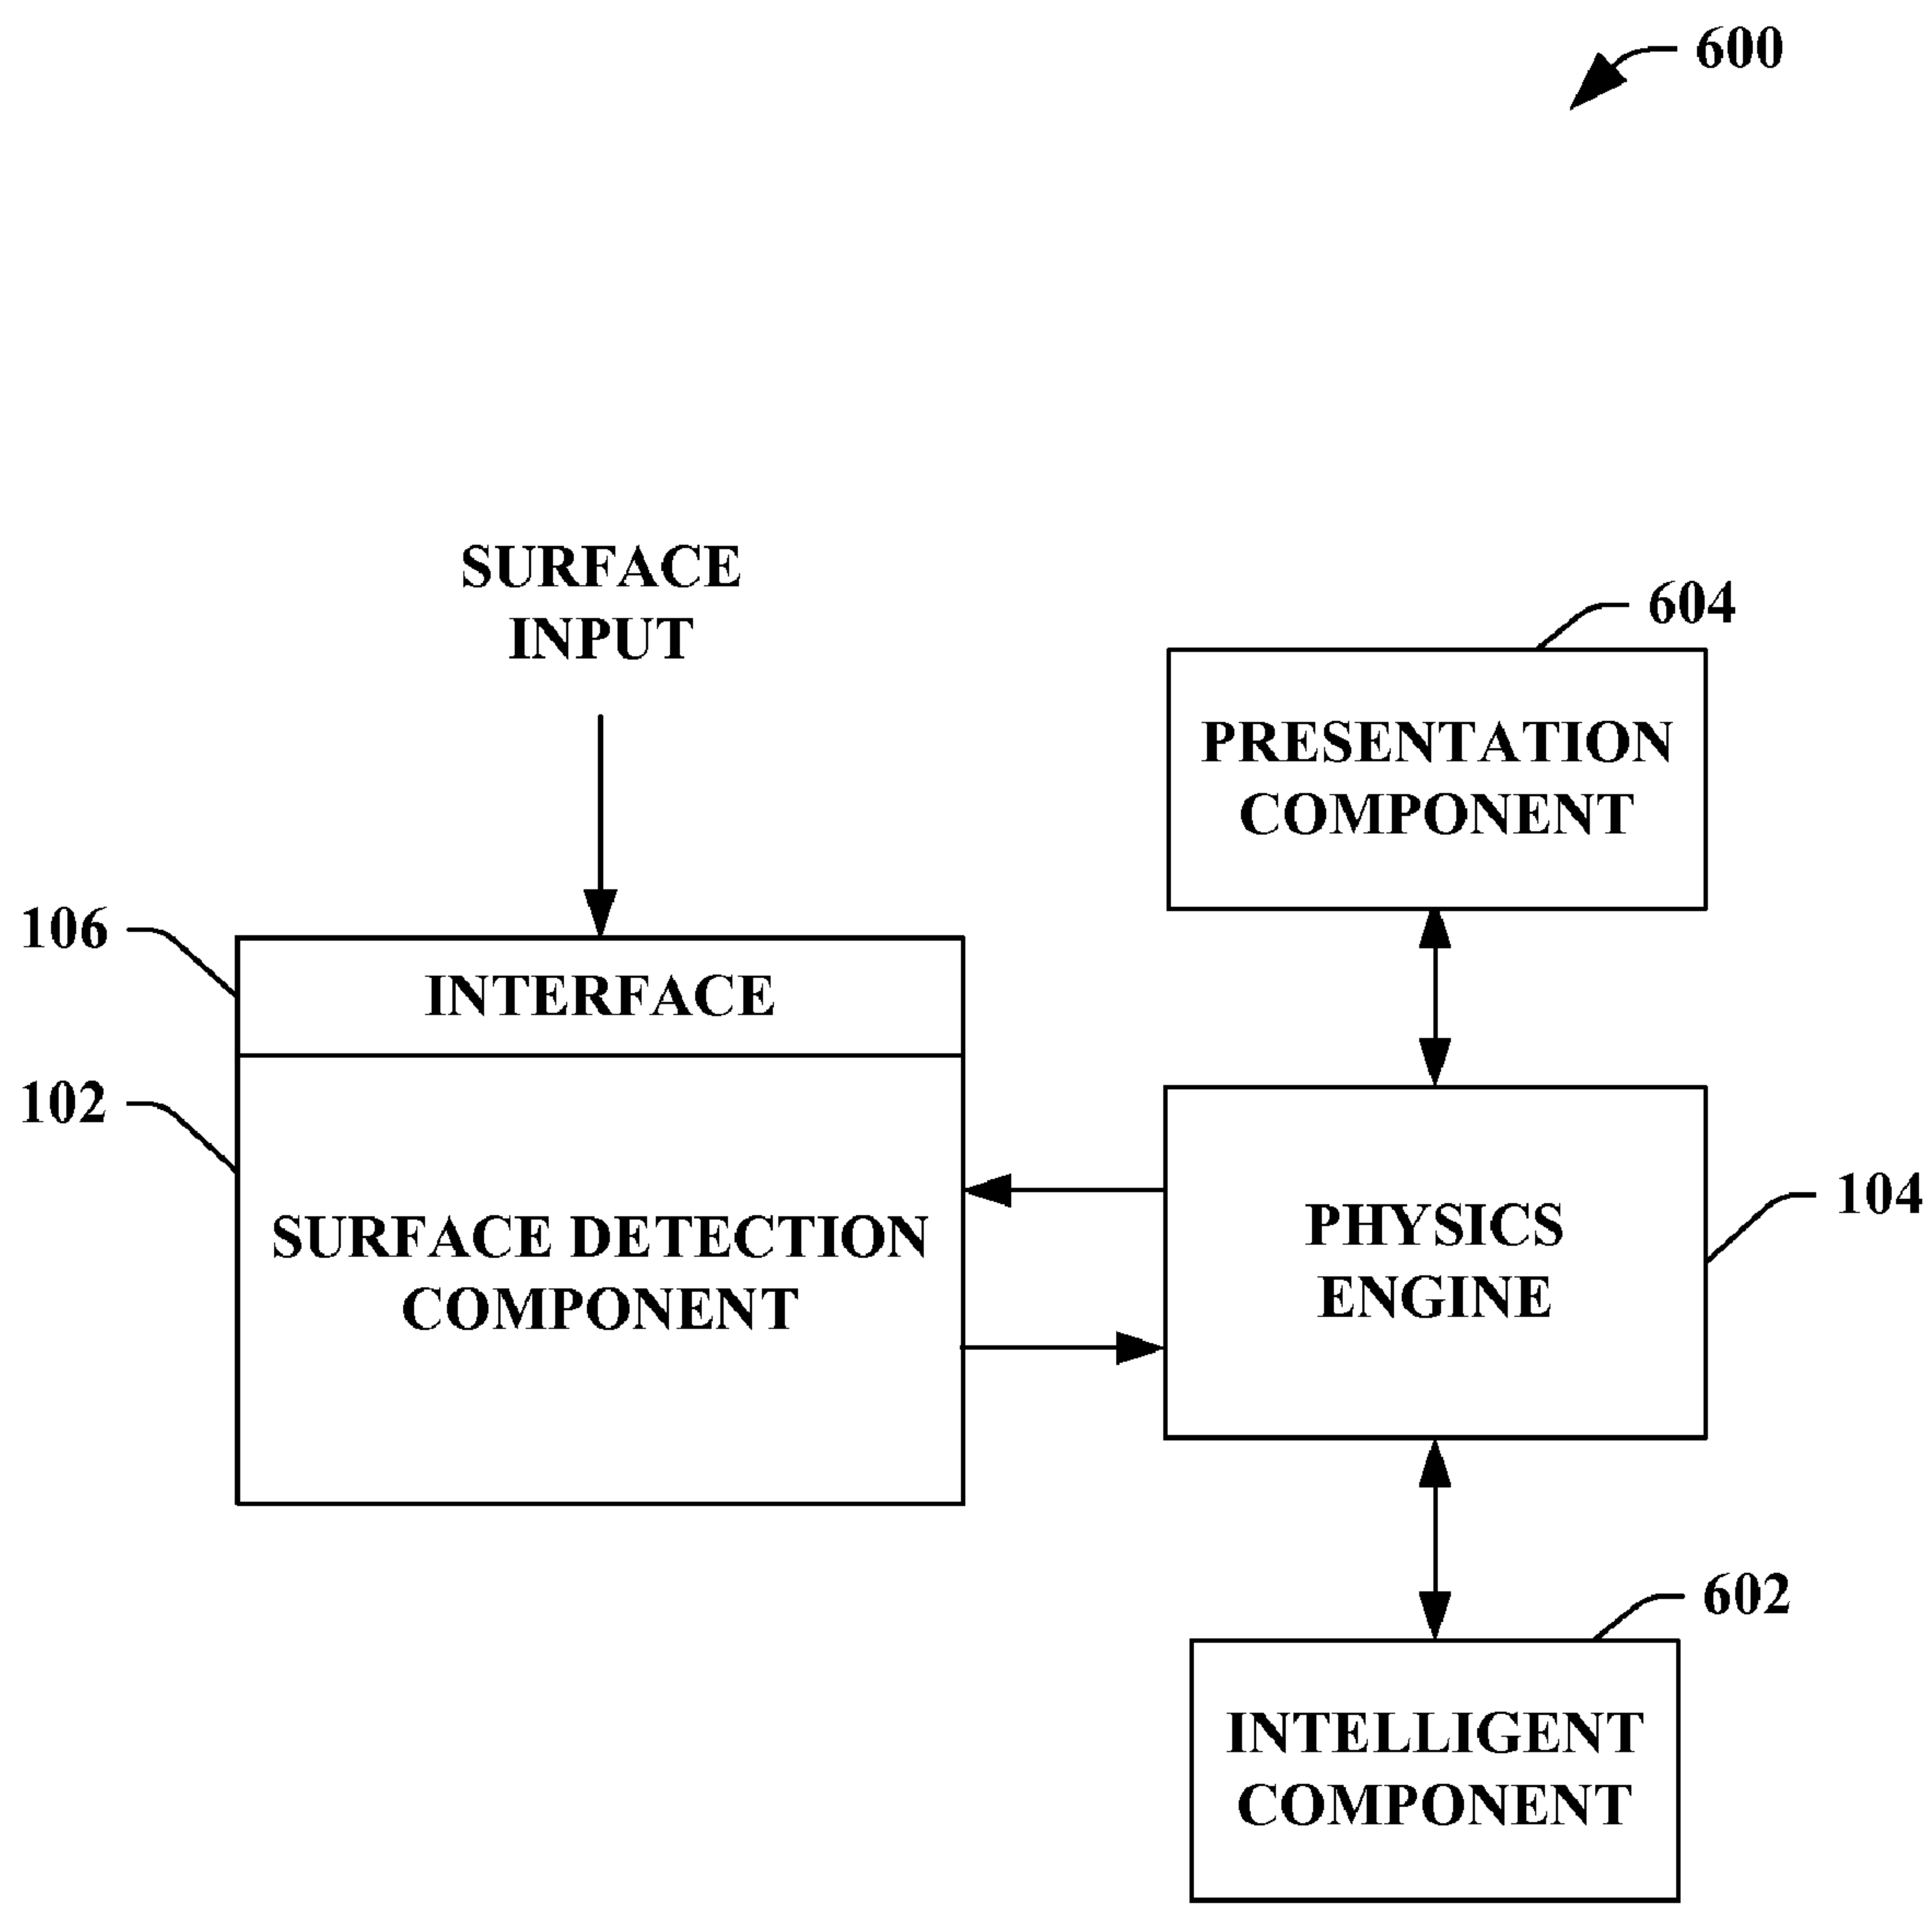 600
SURFACE
INPUT
604
PRESENTATION
COMPONENT
106
INTERFACE
102
SURFACE DETECTION
COMPONENT
PHYSICS
ENGINE
104
602
INTELLIGENT
COMPONENT